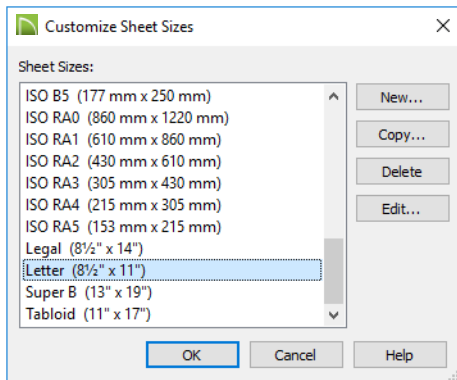 Customize Sheet Sizes
Sheet Sizes:
ISO B5 (177 mm x 250 mm)
ISO RA0 (860 mm x 1220 mm)
ISO RA1 (610 mm x 860 mm)
ISO RA2 (430 mm x 610 mm)
ISO RA3 (305 mm x 430 mm)
ISO RA4 (215 mm x 305 mm)
ISO RA5 (153 mm x 215 mm)
Legal (8½" x 14")
Letter (8½" x 11")
Super B (13" x 19")
Tabloid (11" x 17")
New...
Copy...
Delete
Edit...
OK
Cancel
Help